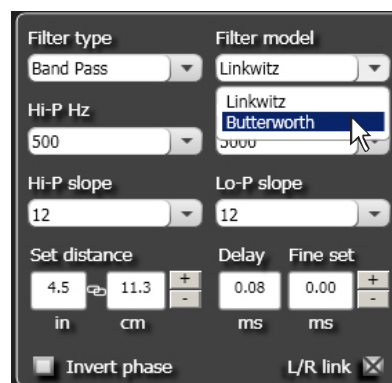 Filter type Filter model
Band Pass Linkwitz
Linkwitz
Hi-P Hz Butterworth
500 5000
Hi-P slope Lo-P slope
12 12
Set distance Delay Fine set
4.5 11.3 + - 0.08 0.00 + -
in cm ms ms
Invert phase L/R link